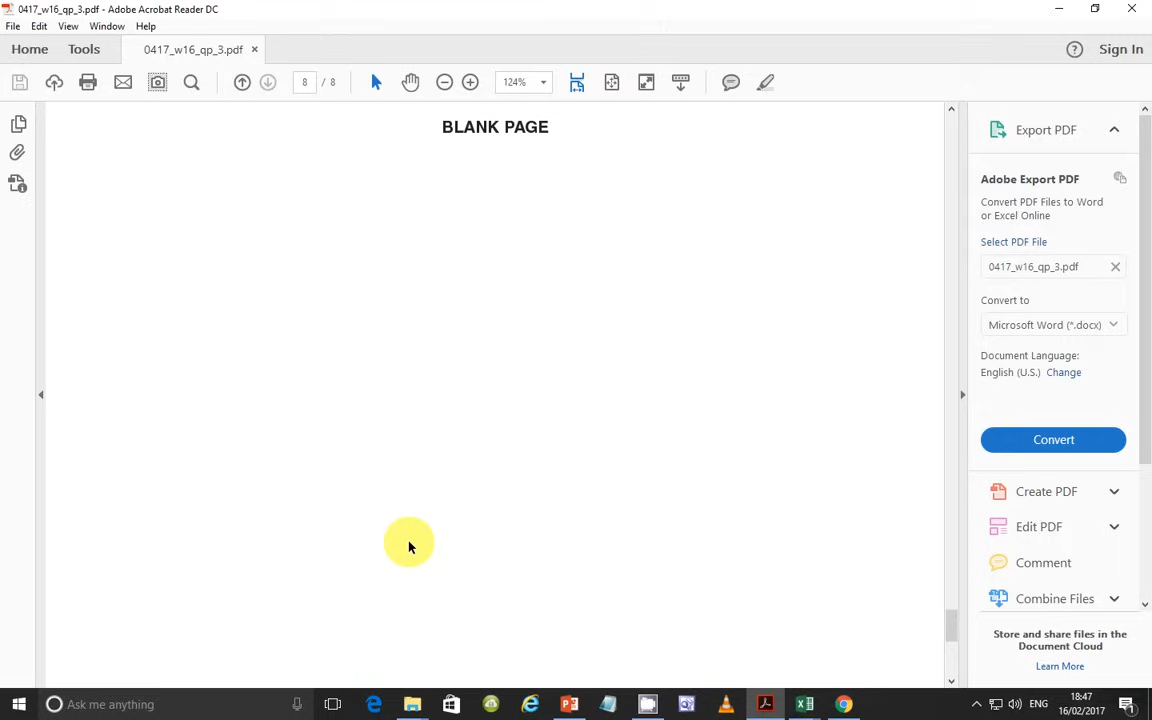 0417_w16_qp_3.pdf - Adobe Acrobat Reader DC
File Edit View Window Help
Home Tools 0417_w16_qp_3.pdf × ? Sign In
8 / 8 124%
BLANK PAGE
Export PDF
Adobe Export PDF
Convert PDF Files to Word
or Excel Online
Select PDF File
0417_w16_qp_3.pdf
Convert to
Microsoft Word (*.docx)
Document Language:
English (U.S.) Change
Convert
Create PDF
Edit PDF
Comment
Combine Files
Store and share files in the
Document Cloud
Learn More
Ask me anything
ENG
18:47
16/02/2017
1